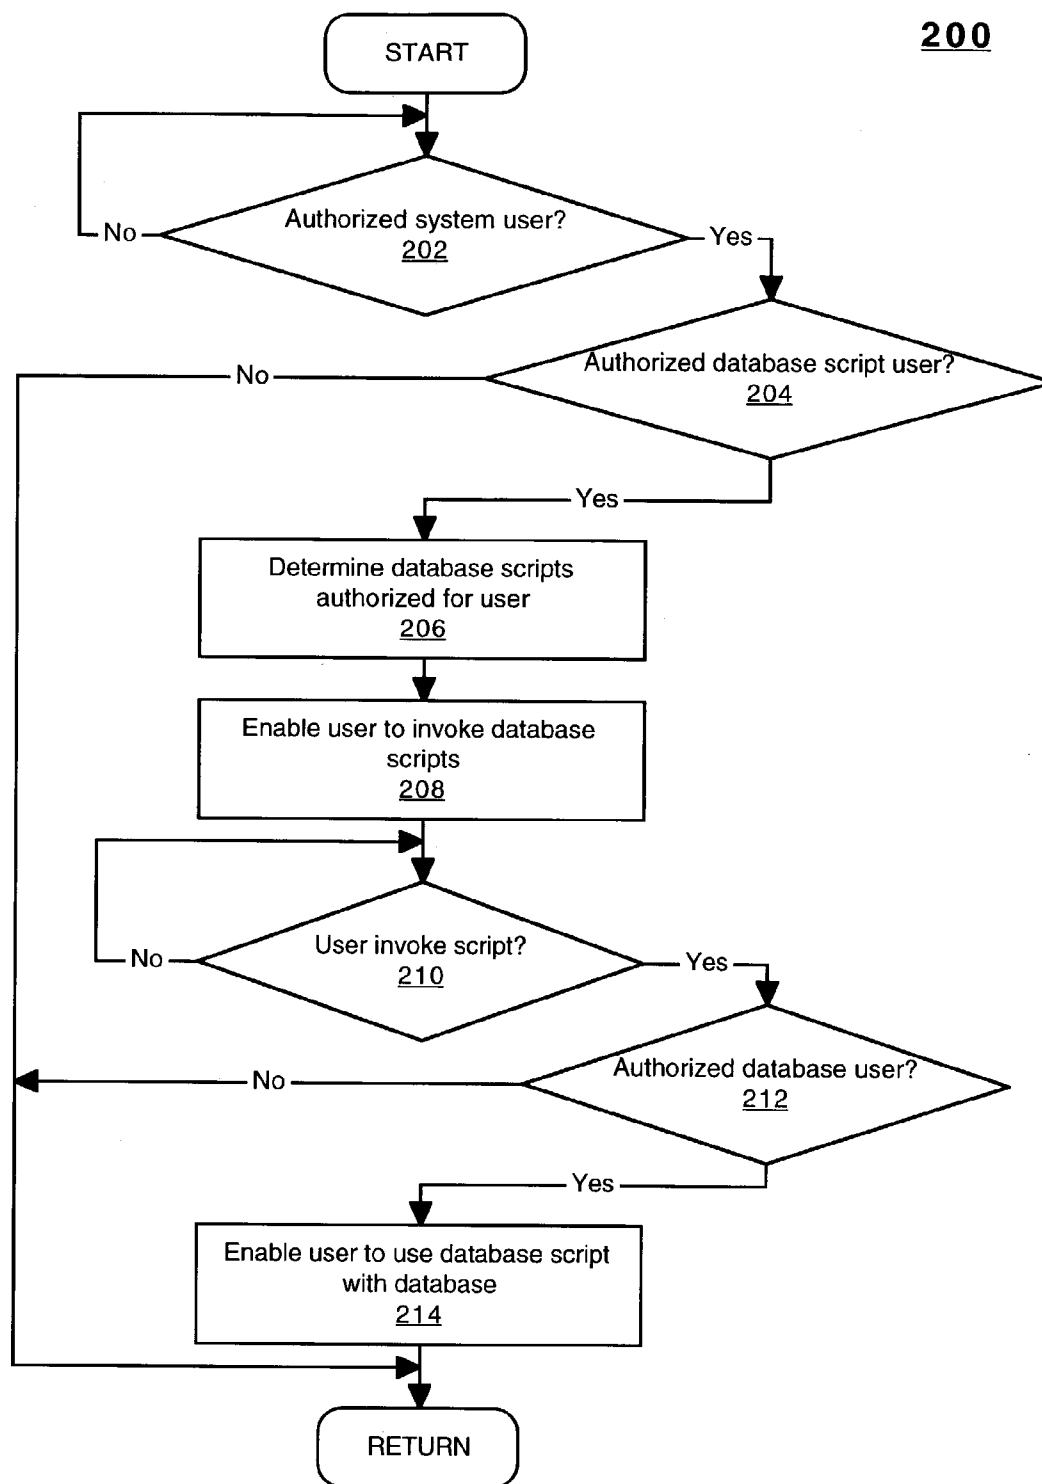 200
START
Authorized system user?
202
No
Yes
Authorized database script user?
204
No
Yes
Determine database scripts
authorized for user
206
Enable user to invoke database
scripts
208
User invoke script?
210
No
Yes
Authorized database user?
212
No
Yes
Enable user to use database script
with database
214
RETURN